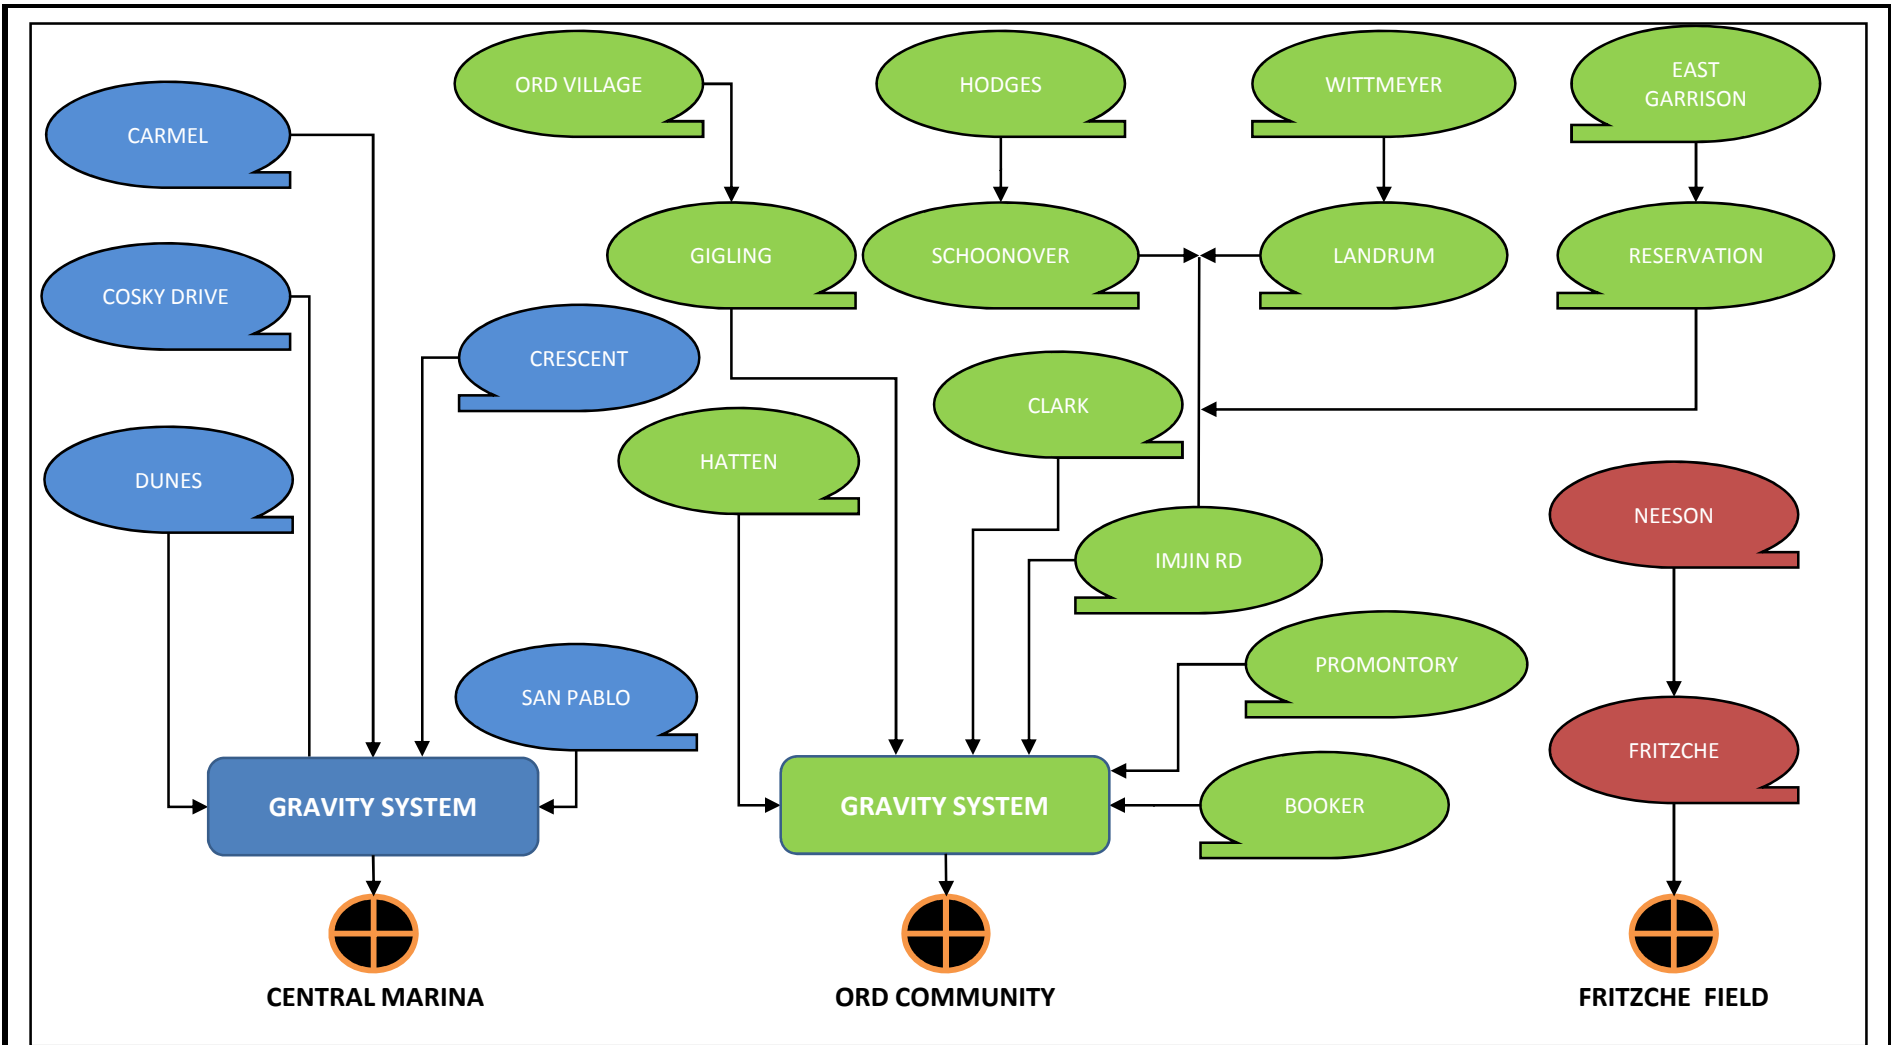 ORD VILLAGE
HODGES
WITTMEYER
EAST
GARRISON
CARMEL
GIGLING
SCHOONOVER
LANDRUM
RESERVATION
COSKY DRIVE
CRESCENT
CLARK
HATTEN
DUNES
NEESON
IMJIN RD
PROMONTORY
SAN PABLO
FRITZCHE
GRAVITY SYSTEM
GRAVITY SYSTEM
BOOKER
CENTRAL MARINA
ORD COMMUNITY
FRITZCHE FIELD